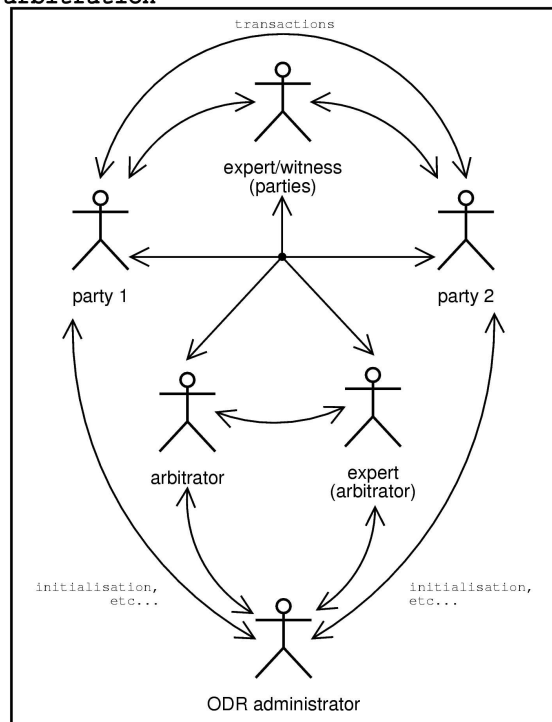 arbitration
transactions
expert/witness
(parties)
party 1
party 2
arbitrator
expert
(arbitrator)
initialisation,
etc...
initialisation,
etc...
ODR administrator